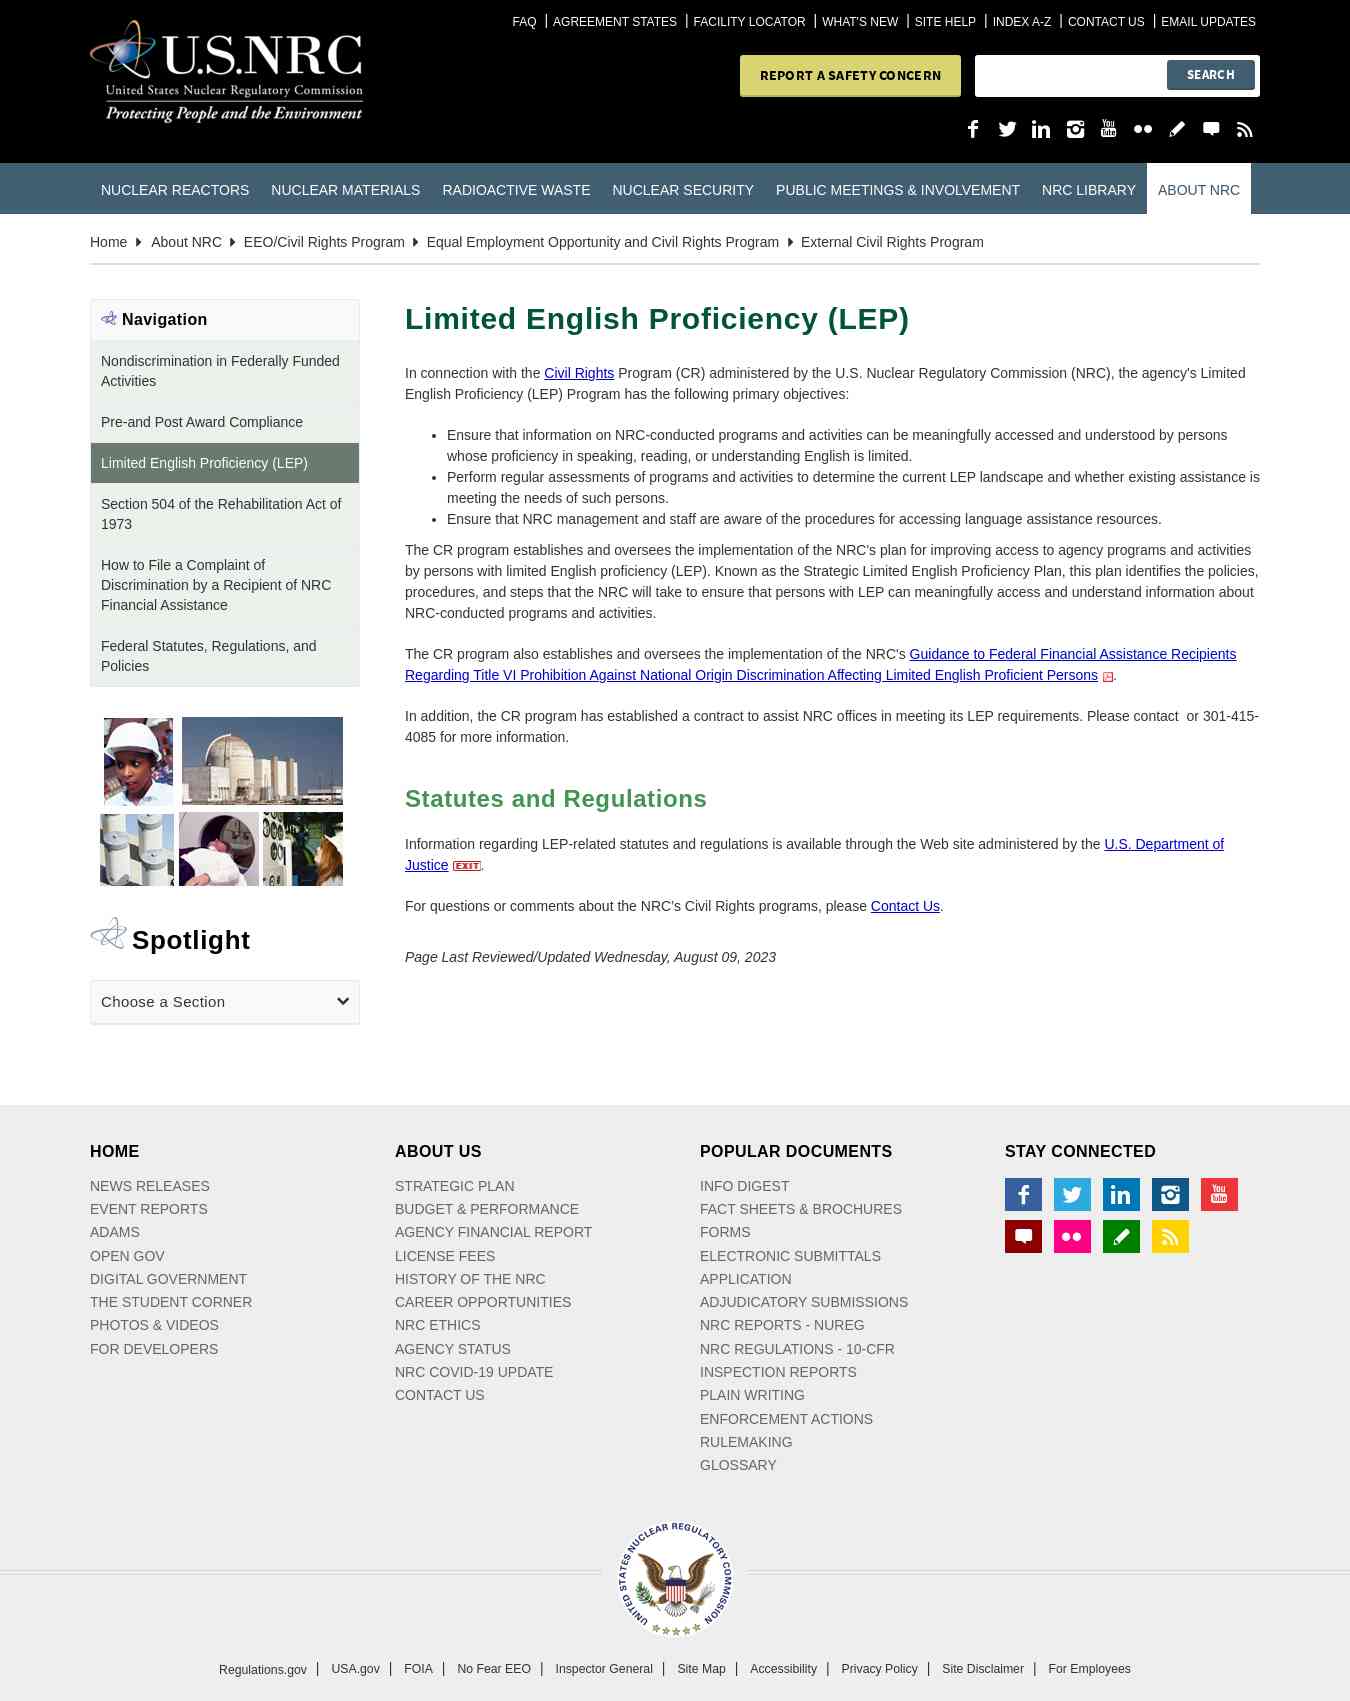 FAQ | AGREEMENT STATES | FACILITY LOCATOR | WHAT'S NEW | SITE HELP | INDEX A-Z | CONTACT US | EMAIL UPDATES
U.S.NRC
United States Nuclear Regulatory Commission
Protecting People and the Environment
REPORT A SAFETY CONCERN
SEARCH
NUCLEAR REACTORS NUCLEAR MATERIALS RADIOACTIVE WASTE NUCLEAR SECURITY PUBLIC MEETINGS & INVOLVEMENT NRC LIBRARY ABOUT NRC
Home About NRC EEO/Civil Rights Program Equal Employment Opportunity and Civil Rights Program External Civil Rights Program
Navigation
Nondiscrimination in Federally Funded
Activities
Pre-and Post Award Compliance
Limited English Proficiency (LEP)
Section 504 of the Rehabilitation Act of
1973
How to File a Complaint of
Discrimination by a Recipient of NRC
Financial Assistance
Federal Statutes, Regulations, and
Policies
Spotlight
Choose a Section
Limited English Proficiency (LEP)
In connection with the Civil Rights Program (CR) administered by the U.S. Nuclear Regulatory Commission (NRC), the agency's Limited
English Proficiency (LEP) Program has the following primary objectives:
• Ensure that information on NRC-conducted programs and activities can be meaningfully accessed and understood by persons
whose proficiency in speaking, reading, or understanding English is limited.
• Perform regular assessments of programs and activities to determine the current LEP landscape and whether existing assistance is
meeting the needs of such persons.
• Ensure that NRC management and staff are aware of the procedures for accessing language assistance resources.
The CR program establishes and oversees the implementation of the NRC's plan for improving access to agency programs and activities
by persons with limited English proficiency (LEP). Known as the Strategic Limited English Proficiency Plan, this plan identifies the policies,
procedures, and steps that the NRC will take to ensure that persons with LEP can meaningfully access and understand information about
NRC-conducted programs and activities.
The CR program also establishes and oversees the implementation of the NRC's Guidance to Federal Financial Assistance Recipients
Regarding Title VI Prohibition Against National Origin Discrimination Affecting Limited English Proficient Persons .
In addition, the CR program has established a contract to assist NRC offices in meeting its LEP requirements. Please contact  or 301-415-
4085 for more information.
Statutes and Regulations
Information regarding LEP-related statutes and regulations is available through the Web site administered by the U.S. Department of
Justice EXIT.
For questions or comments about the NRC's Civil Rights programs, please Contact Us.
Page Last Reviewed/Updated Wednesday, August 09, 2023
HOME
NEWS RELEASES
EVENT REPORTS
ADAMS
OPEN GOV
DIGITAL GOVERNMENT
THE STUDENT CORNER
PHOTOS & VIDEOS
FOR DEVELOPERS
ABOUT US
STRATEGIC PLAN
BUDGET & PERFORMANCE
AGENCY FINANCIAL REPORT
LICENSE FEES
HISTORY OF THE NRC
CAREER OPPORTUNITIES
NRC ETHICS
AGENCY STATUS
NRC COVID-19 UPDATE
CONTACT US
POPULAR DOCUMENTS
INFO DIGEST
FACT SHEETS & BROCHURES
FORMS
ELECTRONIC SUBMITTALS
APPLICATION
ADJUDICATORY SUBMISSIONS
NRC REPORTS - NUREG
NRC REGULATIONS - 10-CFR
INSPECTION REPORTS
PLAIN WRITING
ENFORCEMENT ACTIONS
RULEMAKING
GLOSSARY
STAY CONNECTED
UNITED STATES NUCLEAR REGULATORY COMMISSION
Regulations.gov | USA.gov | FOIA | No Fear EEO | Inspector General | Site Map | Accessibility | Privacy Policy | Site Disclalmer | For Employees